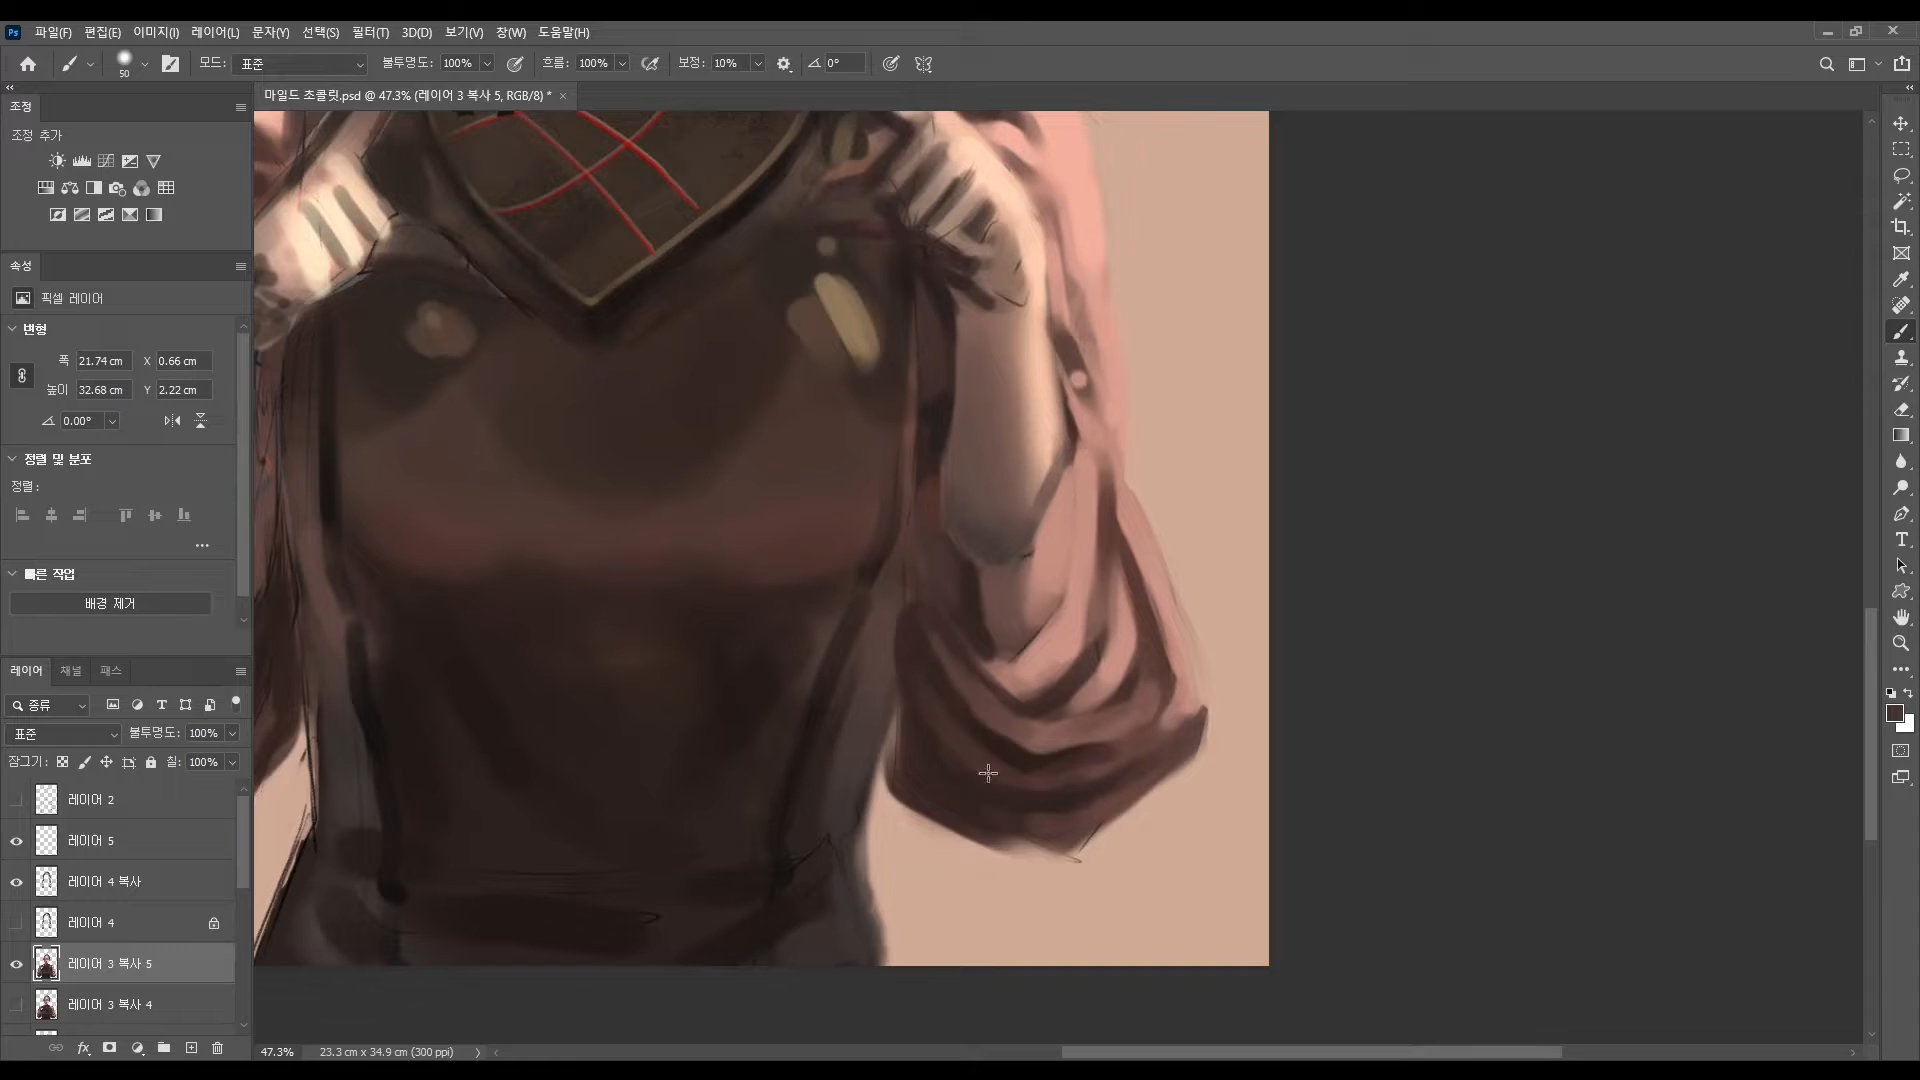 Ps 파일(F) 편집(E) 이미지(I) 레이어(L) 문자(Y) 선택(S) 필터(T) 3D(D) 보기(V) 창(W) 도움말(H)
50 모드: 표준 불투명도: 100% 흐름: 100% 보정: 10% 0°
마일드 초콜릿.psd @ 47.3% (레이어 3 복사 5, RGB/8) *
조정
조정 추가
속성
픽셀 레이어
변형
폭 21.74 cm X 0.66 cm
높이 32.68 cm Y 2.22 cm
0.00°
정렬 및 분포
정렬:
빠른 작업
배경 제거
레이어 채널 패스
종류
표준 불투명도: 100%
잠그기: 칠: 100%
레이어 2
레이어 5
레이어 4 복사
레이어 4
레이어 3 복사 5
레이어 3 복사 4
fx
47.3% 23.3 cm x 34.9 cm (300 ppi)